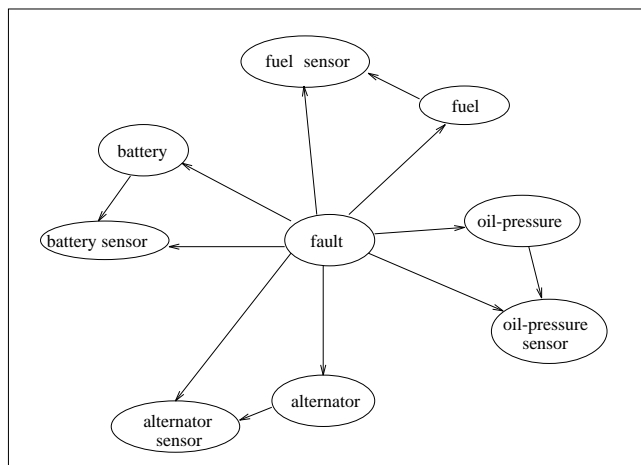 fuel sensor
fuel
battery
oil-pressure
battery sensor
fault
oil-pressure
sensor
alternator
alternator
sensor